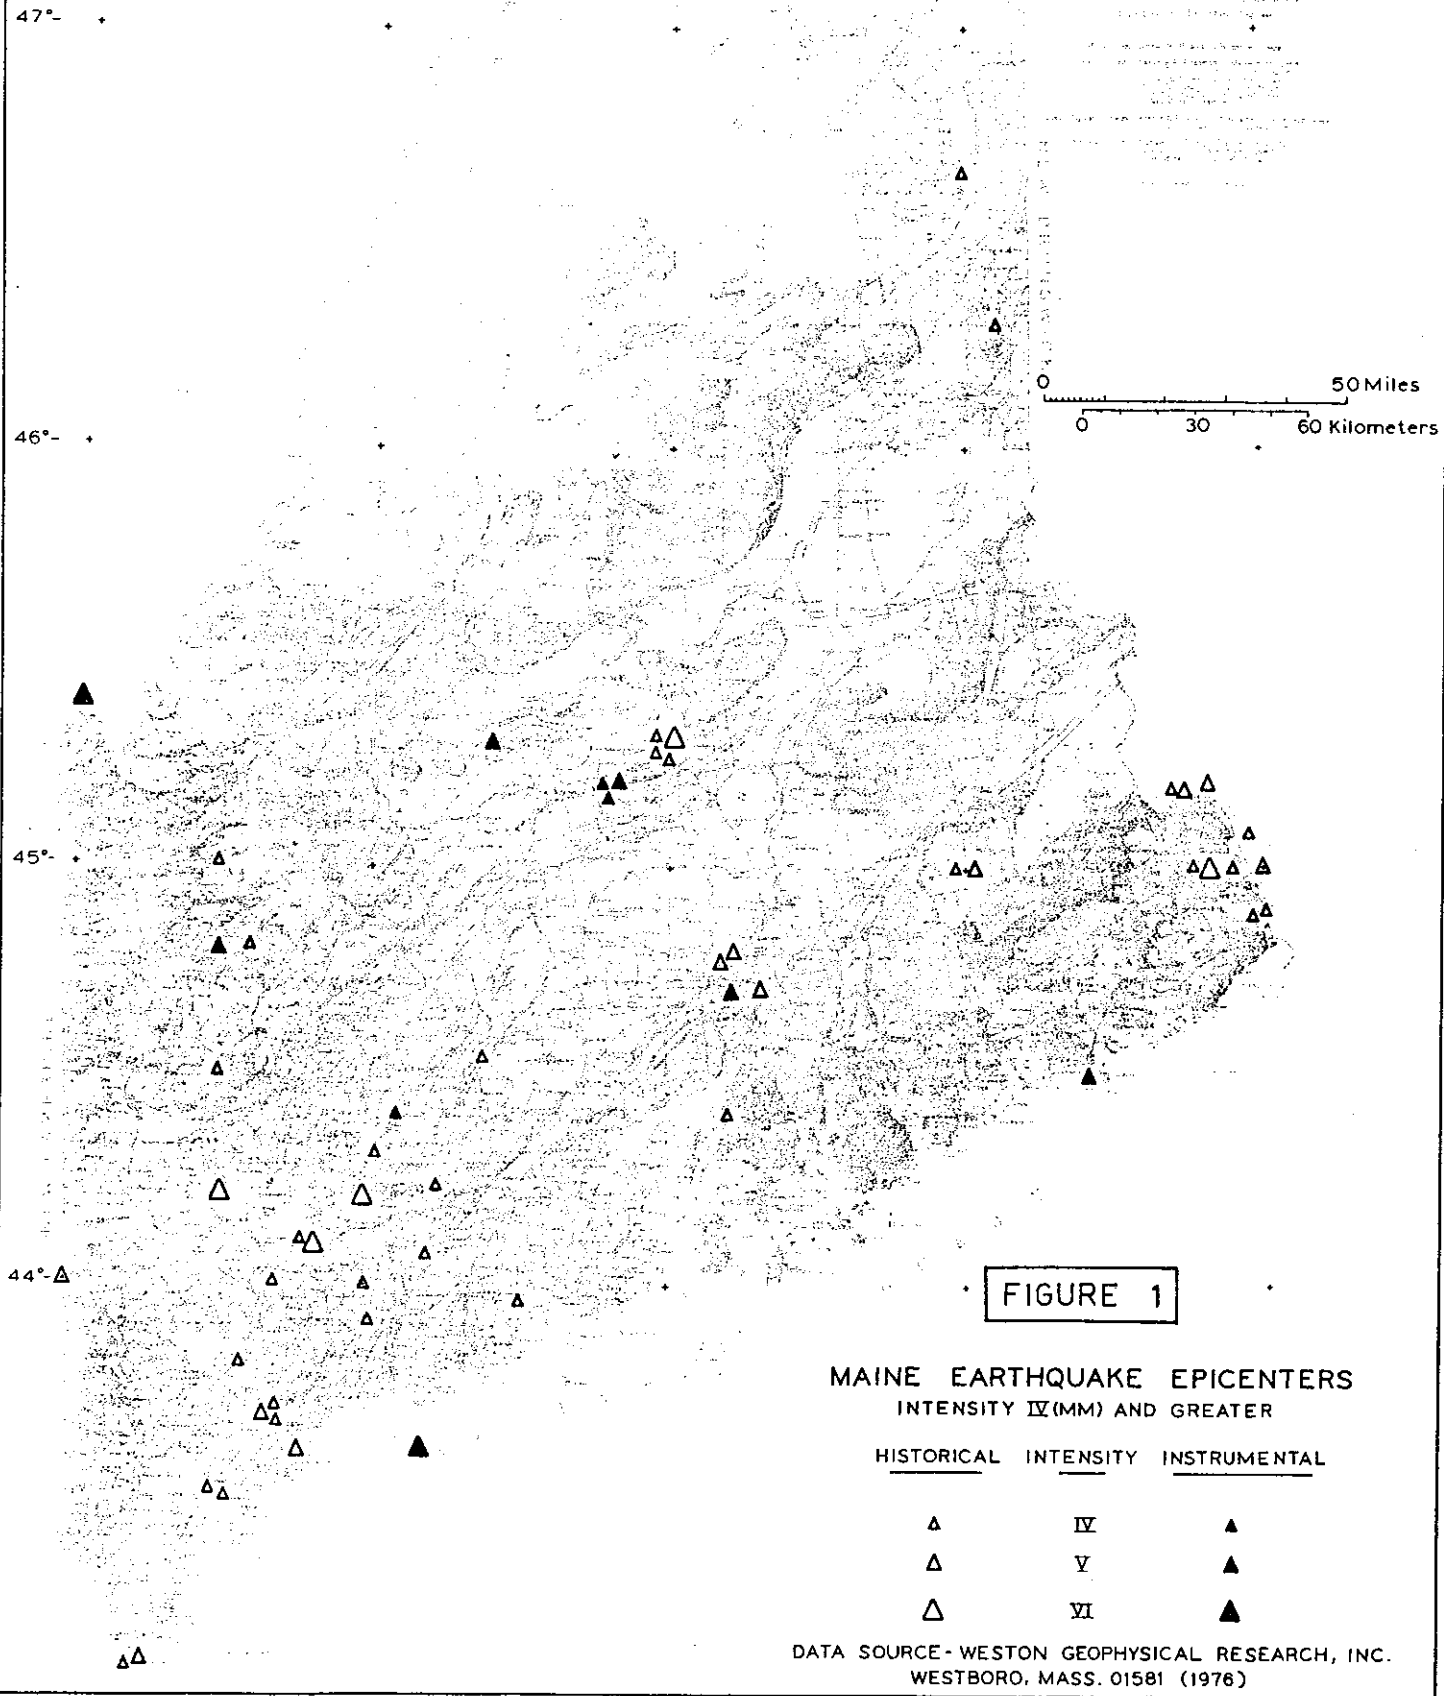 47°-
0
50 Miles
46°-
0 30 60 Kilometers
45°-
44°-
FIGURE 1
MAINE EARTHQUAKE EPICENTERS
INTENSITY IV (MM) AND GREATER
HISTORICAL INTENSITY INSTRUMENTAL
IV
V
VI
DATA SOURCE - WESTON GEOPHYSICAL RESEARCH, INC.
WESTBORO, MASS. 01581 (1976)